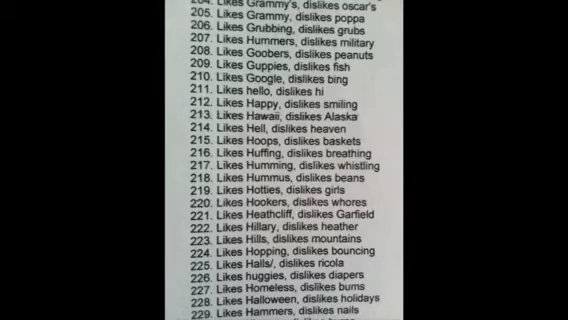 204. Likes Grammy's, dislikes oscar's
205. Likes Grammy, dislikes poppa
206. Likes Grubbing, dislikes grubs
207. Likes Hummers, dislikes military
208. Likes Goobers, dislikes peanuts
209. Likes Guppies, dislikes fish
210. Likes Google, dislikes bing
211. Likes hello, dislikes hi
212. Likes Happy, dislikes smiling
213. Likes Hawaii, dislikes Alaska
214. Likes Hell, dislikes heaven
215. Likes Hoops, dislikes baskets
216. Likes Huffing, dislikes breathing
217. Likes Humming, dislikes whistling
218. Likes Hummus, dislikes beans
219. Likes Hotties, dislikes girls
220. Likes Hookers, dislikes whores
221. Likes Heathcliff, dislikes Garfield
222. Likes Hillary, dislikes heather
223. Likes Hills, dislikes mountains
224. Likes Hopping, dislikes bouncing
225. Likes Halls/, dislikes ricola
226. Likes huggies, dislikes diapers
227. Likes Homeless, dislikes bums
228. Likes Halloween, dislikes holidays
229. Likes Hammers, dislikes nails